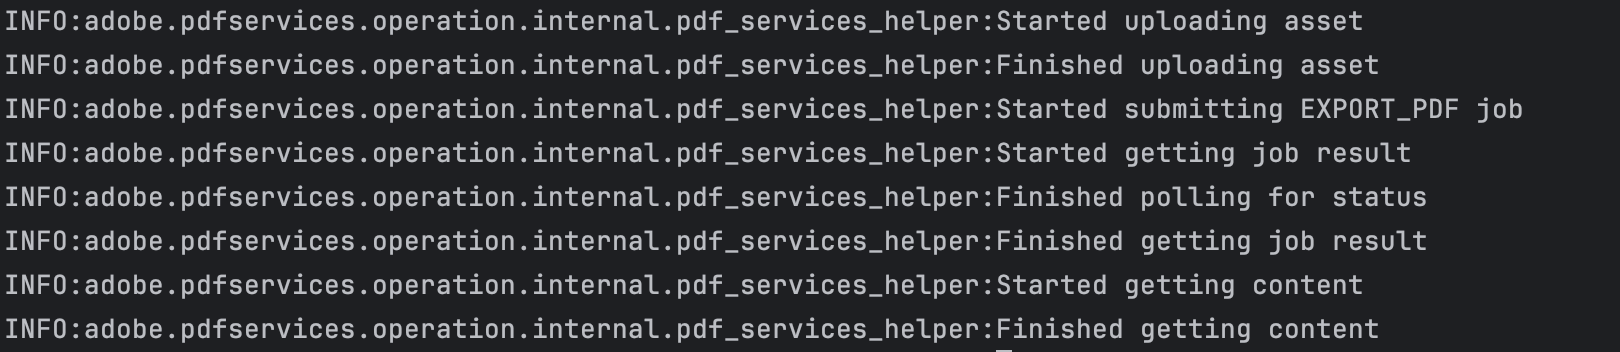 INFO:adobe.pdfservices.operation.internal.pdf_services_helper:Started uploading asset
INFO:adobe.pdfservices.operation.internal.pdf_services_helper:Finished uploading asset
INFO:adobe.pdfservices.operation.internal.pdf_services_helper:Started submitting EXPORT_PDF job
INFO:adobe.pdfservices.operation.internal.pdf_services_helper:Started getting job result
INFO:adobe.pdfservices.operation.internal.pdf_services_helper:Finished polling for status
INFO:adobe.pdfservices.operation.internal.pdf_services_helper:Finished getting job result
INFO:adobe.pdfservices.operation.internal.pdf_services_helper:Started getting content
INFO:adobe.pdfservices.operation.internal.pdf_services_helper:Finished getting content